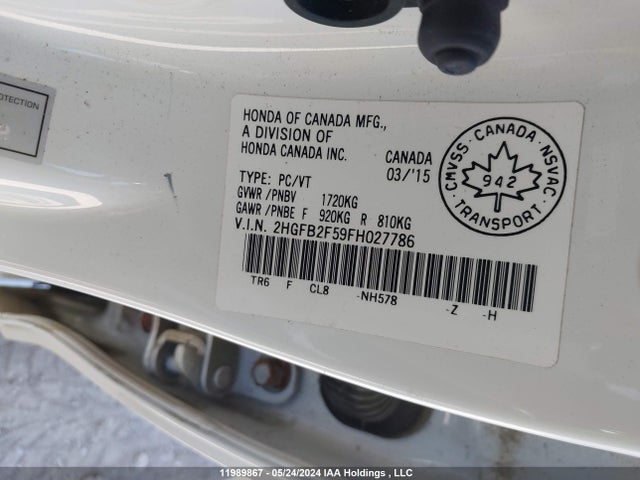 OTECTION
HONDA OF CANADA MFG.,
A DIVISION OF
HONDA CANADA INC. CANADA
03/'15
TYPE: PC/VT
GVWR /PNBV 1720KG
GAWR /PNBE F 920KG R 810KG
V.I.N. 2HGFB2F59FH027786
TR6 F CL8 -NH578 -Z -H
CMVSS. CANADA. NSVAC
942
TRANSPORT.
11989867 - 05/24/2024 IAA Holdings , LLC